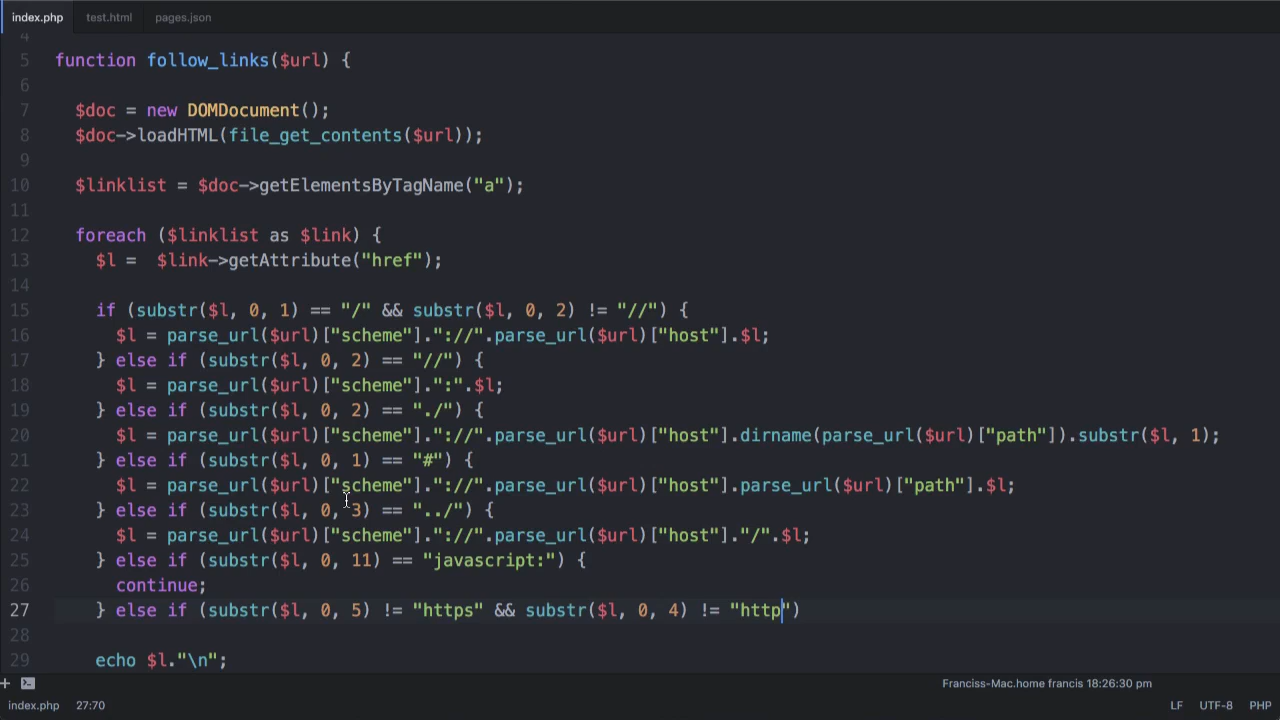 index.php test.html pages.json
4
5 function follow_links($url) {
6
7 $doc = new DOMDocument();
8 $doc->loadHTML(file_get_contents($url));
9
10 $linklist = $doc->getElementsByTagName("a");
11
12 foreach ($linklist as $link) {
13 $l =  $link->getAttribute("href");
14
15 if (substr($l, 0, 1) == "/" && substr($l, 0, 2) != "//") {
16 $l = parse_url($url)["scheme"]."://".parse_url($url)["host"].$l;
17 } else if (substr($l, 0, 2) == "//") {
18 $l = parse_url($url)["scheme"].":".$l;
19 } else if (substr($l, 0, 2) == "./") {
20 $l = parse_url($url)["scheme"]."://".parse_url($url)["host"].dirname(parse_url($url)["path"]).substr($l, 1);
21 } else if (substr($l, 0, 1) == "#") {
22 $l = parse_url($url)["scheme"]."://".parse_url($url)["host"].parse_url($url)["path"].$l;
23 } else if (substr($l, 0, 3) == "../") {
24 $l = parse_url($url)["scheme"]."://".parse_url($url)["host"]."/".$l;
25 } else if (substr($l, 0, 11) == "javascript:") {
26 continue;
27 } else if (substr($l, 0, 5) != "https" && substr($l, 0, 4) != "http")
28
29 echo $l."\n";
Franciss-Mac.home francis 18:26:30 pm
index.php 27:70 LF UTF-8 PHP